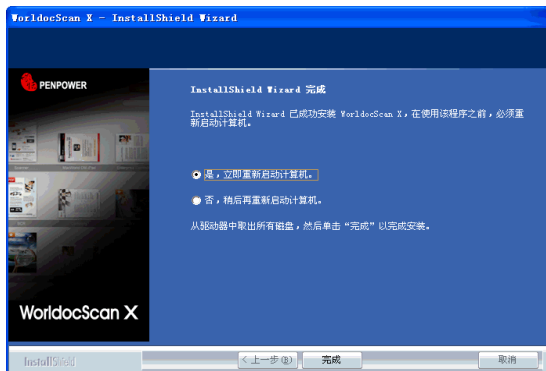 WorldocScan X - InstallShield Wizard
PENPOWER
InstallShield Wizard 完成
InstallShield Wizard 已成功安装 WorldocScan X，在使用该程序之前，必须重
新启动计算机。
是，立即重新启动计算机。
否，稍后再重新启动计算机。
从驱动器中取出所有磁盘，然后单击“完成”以完成安装。
WorldocScan X
InstallShield
< 上一步(B)
完成
取消